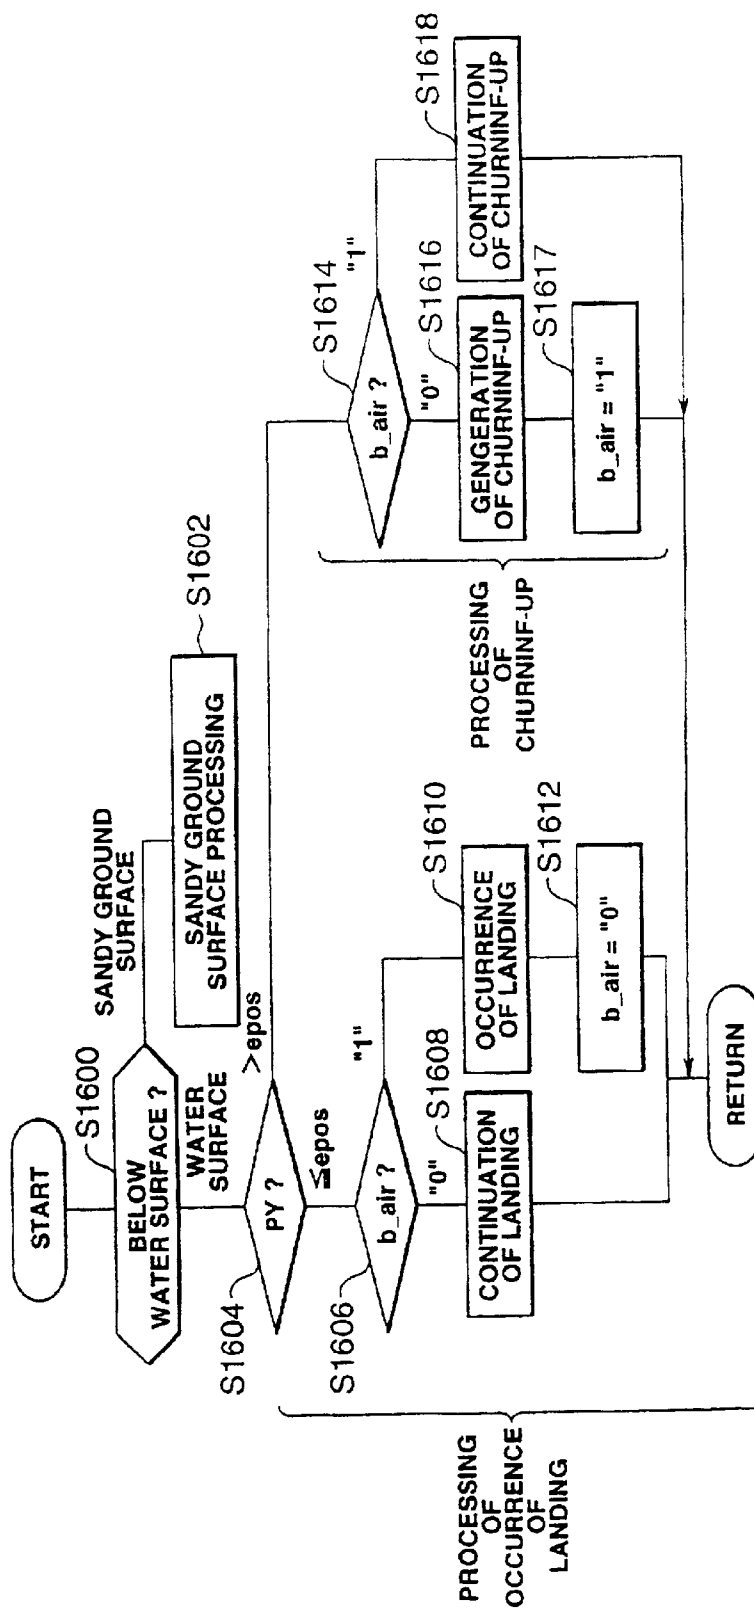 START
S1600
BELOW
WATER SURFACE ?
SANDY GROUND
SURFACE
S1602
SANDY GROUND
SURFACE PROCESSING
WATER
SURFACE
S1604
PY ?
>epos
≦epos
S1606
b_air ?
"1"
"0"
S1608
CONTINUATION
OF LANDING
S1610
OCCURRENCE
OF LANDING
S1612
b_air = "0"
PROCESSING
OF
OCCURRENCE
OF
LANDING
S1614
b_air ?
"1"
"0"
S1616
GENGERATION
OF CHURNINF-UP
S1617
b_air = "1"
S1618
CONTINUATION
OF CHURNINF-UP
PROCESSING
OF
CHURNINF-UP
RETURN